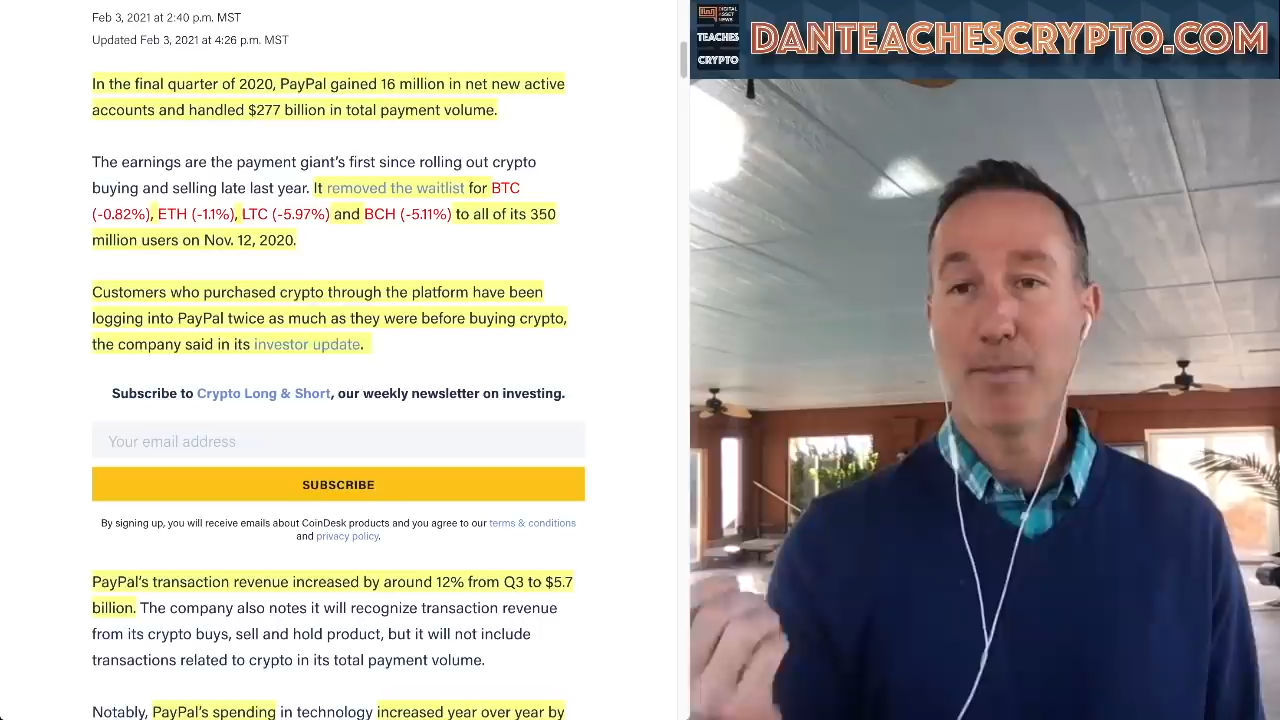 Feb 3, 2021 at 2:4 p.m. MST
Updated Feb 3, 2021 at 4:26 p.m. MST
In the final quarter of 2020, PayPal gained 16 million in net new active
accounts and handled $277 billion in total payment volume.
The earnings are the payment giant's first since rolling out crypto
buying and selling late last year. It removed the waitlist for BTC
(-0.82%), ETH (-1.1%), LTC (-5.97%) and BCH (-5.11%) to all of its 350
million users on Nov. 12, 2020.
Customers who purchased crypto through the platform have been
logging into PayPal twice as much as they were before buying crypto,
the company said in its investor update.
Subscribe to Crypto Long & Short, our weekly newsletter on investing.
Your email address
SUBSCRIBE
By signing up, you will receive emails about CoinDesk products and you agree to our terms & conditions
and privacy policy.
PayPal's transaction revenue increased by around 12% from Q3 to $5.7
billion. The company also notes it will recognize transaction revenue
from its crypto buys, sell and hold product, but it will not include
transactions related to crypto in its total payment volume.
Notably, PayPal's spending in technology increased year over year by
DIGITAL
ASSET
NEWS
TEACHES
CRYPTO
DANTEACHESCRYPTO.COM